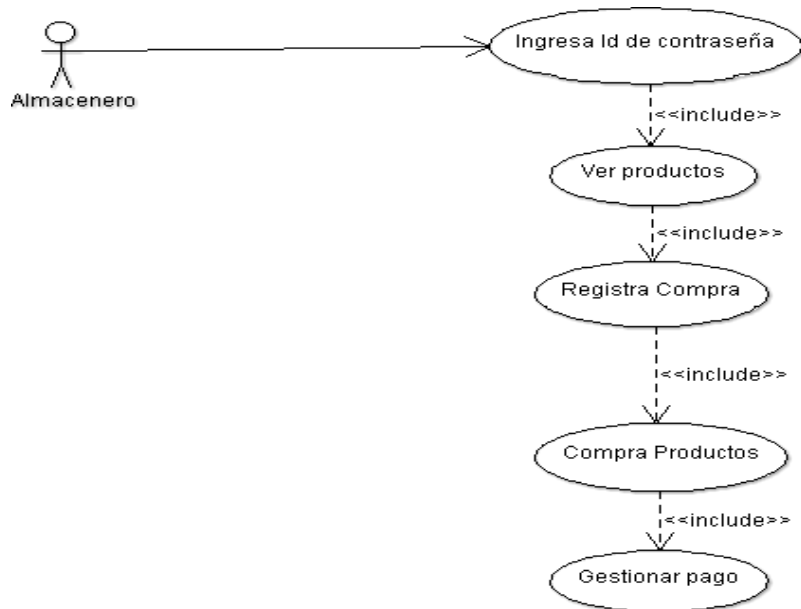 Ingresa Id de contraseña
Almacenero
<<include>>
Ver productos
<<include>>
Registra Compra
<<include>>
Compra Productos
<<include>>
Gestionar pago